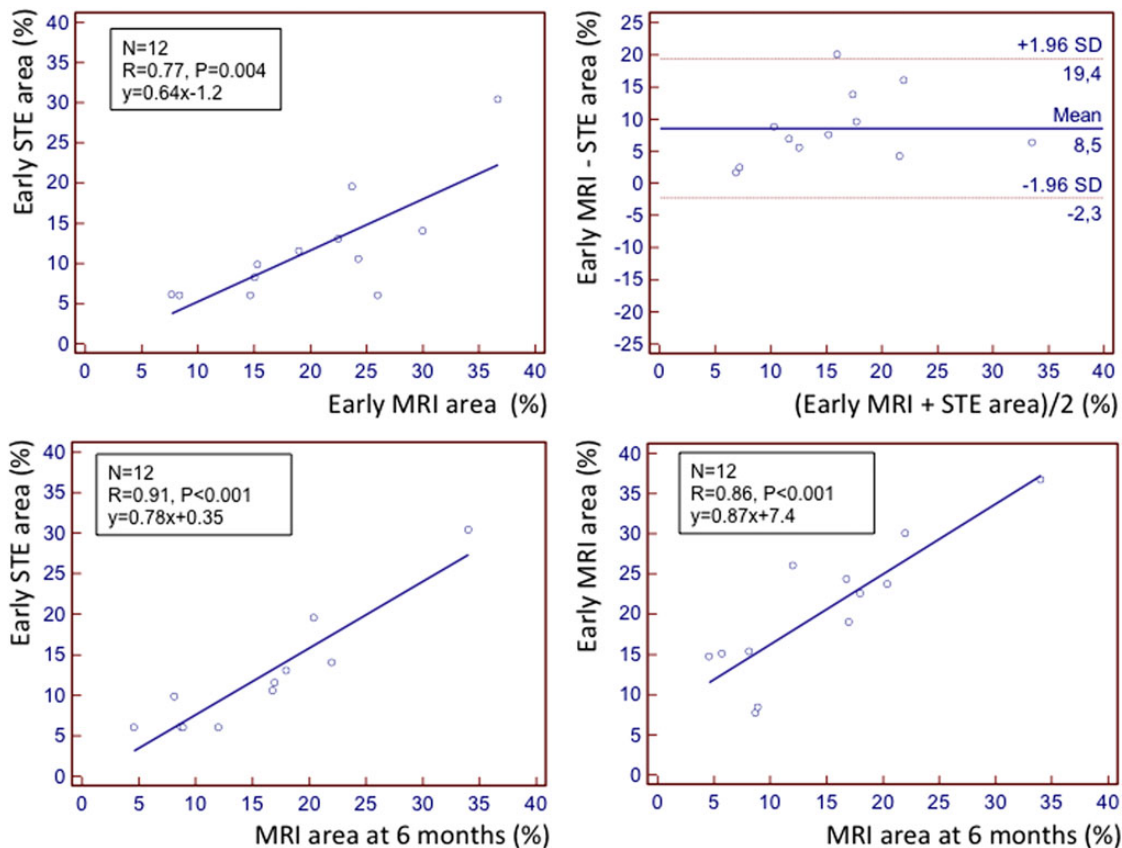 Early STE area (%)
40
35
30
25
20
15
10
5
0
N=12
R=0.77, P=0.004
y=0.64x-1.2
0 5 10 15 20 25 30 35 40
Early MRI area (%)
Early MRI - STE area (%)
25
20
15
10
5
0
-5
-10
-15
-20
-25
+1.96 SD
19,4
Mean
8,5
-1.96 SD
-2,3
0 5 10 15 20 25 30 35 40
(Early MRI + STE area)/2 (%)
Early STE area (%)
40
35
30
25
20
15
10
5
0
N=12
R=0.91, P<0.001
y=0.78x+0.35
0 5 10 15 20 25 30 35 40
MRI area at 6 months (%)
Early MRI area (%)
40
35
30
25
20
15
10
5
0
N=12
R=0.86, P<0.001
y=0.87x+7.4
0 5 10 15 20 25 30 35 40
MRI area at 6 months (%)